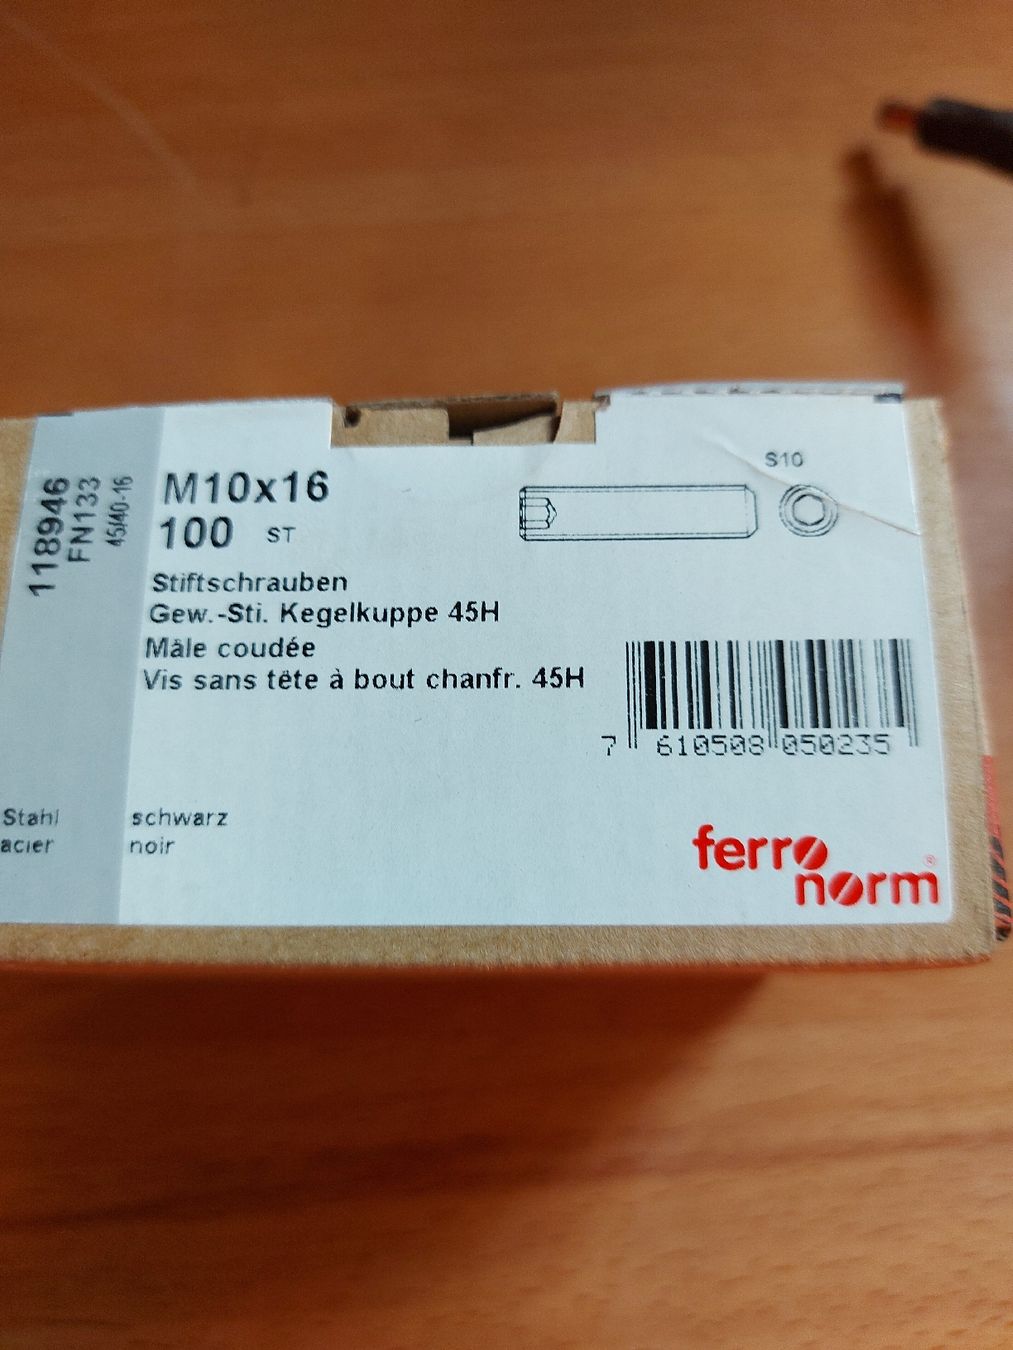 118946
FN133
45/40-16
M10x16
100 ST
S10
Stiftschrauben
Gew.-Sti. Kegelkuppe 45H
Mâle coudée
Vis sans tête à bout chanfr. 45H
7 610508 050235
Stahl schwarz
acier noir
ferro
norm®